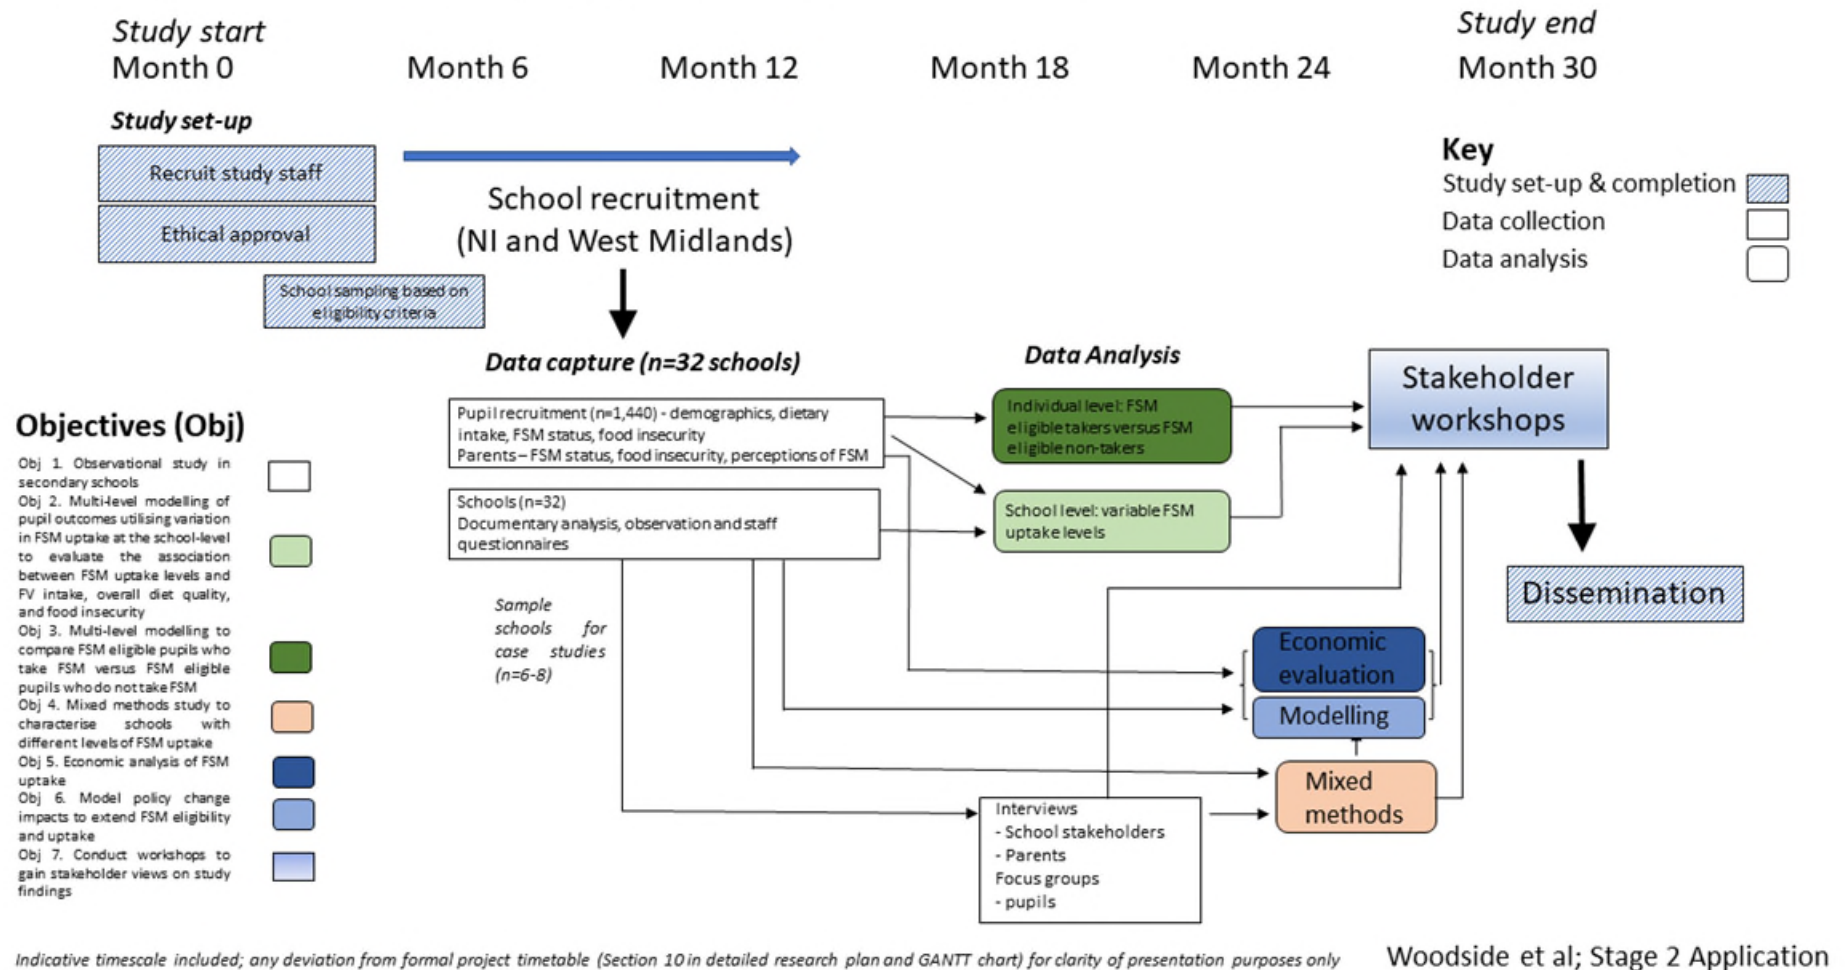 Study start
Study end
Month 0
Month 6
Month 12
Month 18
Month 24
Month 30
Study set-up
Recruit study staff
Ethical approval
School sampling based on
eligibility criteria
School recruitment
(NI and West Midlands)
Key
Study set-up & completion
Data collection
Data analysis
Data capture (n=32 schools)
Pupil recruitment (n=1,440) - demographics, dietary
intake, FSM status, food insecurity
Parents – FSM status, food insecurity, perceptions of FSM
Schools (n=32)
Documentary analysis, observation and staff
questionnaires
Sample
schools for
case studies
(n=6-8)
Data Analysis
Individual level: FSM
eligible takers versus FSM
eligible non-takers
School level: variable FSM
uptake levels
Stakeholder
workshops
Dissemination
Economic
evaluation
Modelling
Mixed
methods
Interviews
- School stakeholders
- Parents
Focus groups
- pupils
Objectives (Obj)
Obj 1. Observational study in
secondary schools
Obj 2. Multi-level modelling of
pupil outcomes utilising variation
in FSM uptake at the school-level
to evaluate the association
between FSM uptake levels and
FV intake, overall diet quality,
and food insecurity
Obj 3. Multi-level modelling to
compare FSM eligible pupils who
take FSM versus FSM eligible
pupils who do not take FSM
Obj 4. Mixed methods study to
characterise schools with
different levels of FSM uptake
Obj 5. Economic analysis of FSM
uptake
Obj 6. Model policy change
impacts to extend FSM eligibility
and uptake
Obj 7. Conduct workshops to
gain stakeholder views on study
findings
Indicative timescale included; any deviation from formal project timetable (Section 10 in detailed research plan and GANTT chart) for clarity of presentation purposes only
Woodside et al; Stage 2 Application